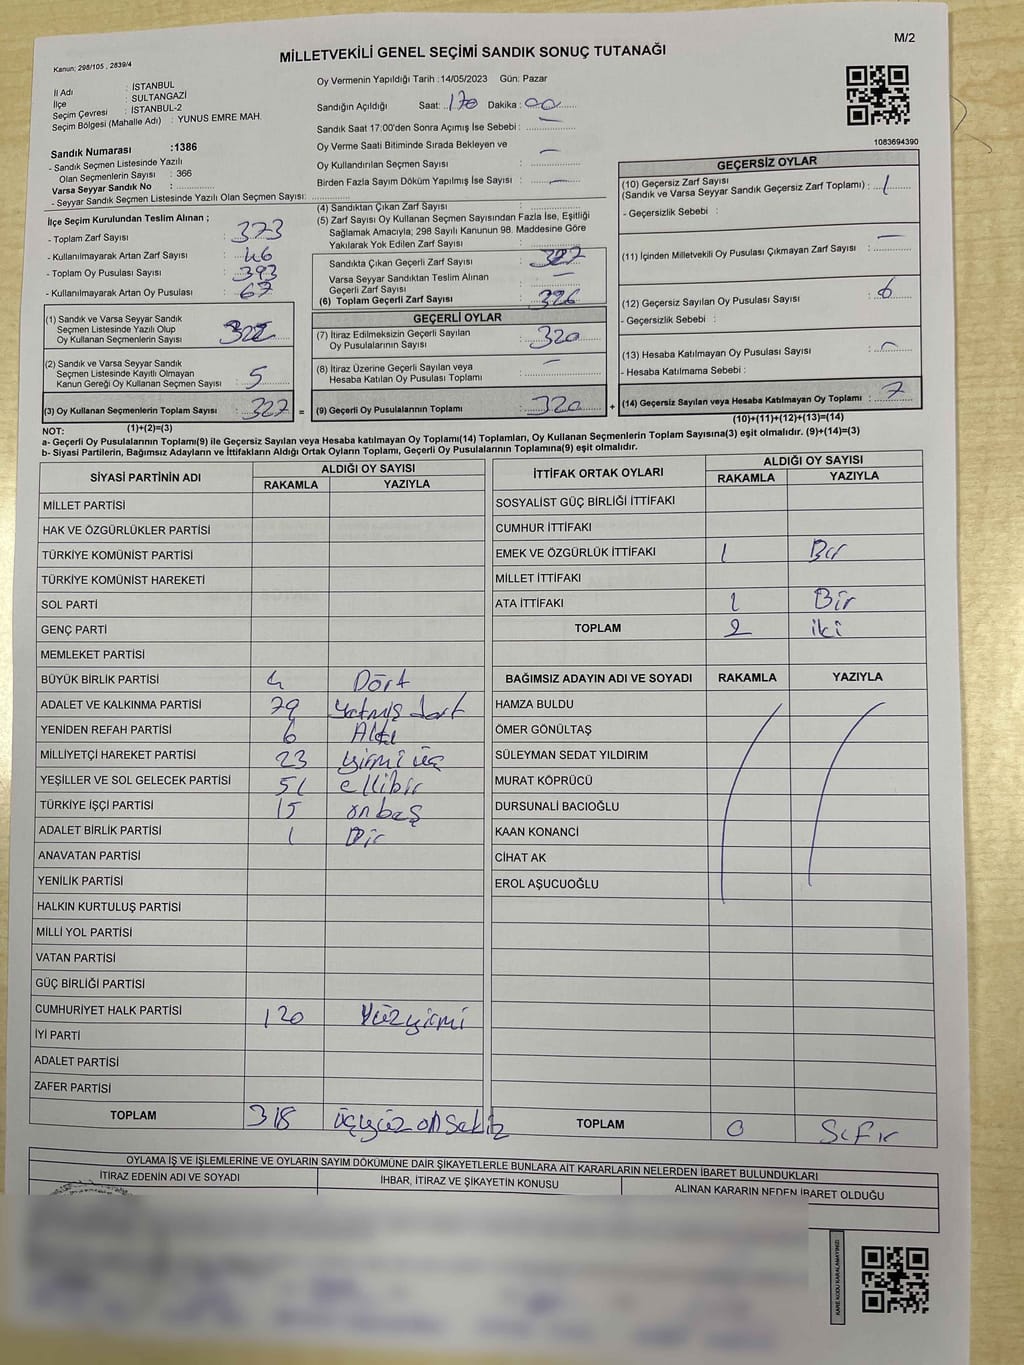 M/2
Kanun; 298/105 , 2839/4
MİLLETVEKİLİ GENEL SEÇİMİ SANDIK SONUÇ TUTANAĞI
İl Adı : İSTANBUL
İlçe : SULTANGAZİ
Seçim Çevresi : İSTANBUL-2
Seçim Bölgesi (Mahalle Adı) : YUNUS EMRE MAH.
Sandık Numarası :1386
- Sandık Seçmen Listesinde Yazılı
Olan Seçmenlerin Sayısı : 366
Varsa Seyyar Sandık No :
- Seyyar Sandık Seçmen Listesinde Yazılı Olan Seçmen Sayısı:
Oy Vermenin Yapıldığı Tarih :14/05/2023 Gün: Pazar
Sandığın Açıldığı Saat: 170 Dakika : 00
Sandık Saat 17:00'den Sonra Açımış İse Sebebi : —
Oy Verme Saati Bitiminde Sırada Bekleyen ve
Oy Kullandırılan Seçmen Sayısı : —
Birden Fazla Sayım Döküm Yapılmış İse Sayısı : —
1083694390
İlçe Seçim Kurulundan Teslim Alınan ;
- Toplam Zarf Sayısı : 373
- Kullanılmayarak Artan Zarf Sayısı : 46
- Toplam Oy Pusulası Sayısı : 393
- Kullanılmayarak Artan Oy Pusulası : 67
(1) Sandık ve Varsa Seyyar Sandık
Seçmen Listesinde Yazılı Olup
Oy Kullanan Seçmenlerin Sayısı : 322
(2) Sandık ve Varsa Seyyar Sandık
Seçmen Listesinde Kayıtlı Olmayan
Kanun Gereği Oy Kullanan Seçmen Sayısı : 5
(3) Oy Kullanan Seçmenlerin Toplam Sayısı : 327 =
(1)+(2)=(3)
(4) Sandıktan Çıkan Zarf Sayısı :
(5) Zarf Sayısı Oy Kullanan Seçmen Sayısından Fazla İse, Eşitliği
Sağlamak Amacıyla; 298 Sayılı Kanunun 98. Maddesine Göre
Yakılarak Yok Edilen Zarf Sayısı :
Sandıkta Çıkan Geçerli Zarf Sayısı : 327
Varsa Seyyar Sandıktan Teslim Alınan
Geçerli Zarf Sayısı : —
(6) Toplam Geçerli Zarf Sayısı : 326
GEÇERLİ OYLAR
(7) İtiraz Edilmeksizin Geçerli Sayılan
Oy Pusulalarının Sayısı : 320
(8) İtiraz Üzerine Geçerli Sayılan veya
Hesaba Katılan Oy Pusulası Toplamı : —
(9) Geçerli Oy Pusulalarının Toplamı : 320 +
GEÇERSİZ OYLAR
(10) Geçersiz Zarf Sayısı
(Sandık ve Varsa Seyyar Sandık Geçersiz Zarf Toplamı) : 1
- Geçersizlik Sebebi :
(11) İçinden Milletvekili Oy Pusulası Çıkmayan Zarf Sayısı : —
(12) Geçersiz Sayılan Oy Pusulası Sayısı : 6
- Geçersizlik Sebebi :
(13) Hesaba Katılmayan Oy Pusulası Sayısı : —
- Hesaba Katılmama Sebebi :
(14) Geçersiz Sayılan veya Hesaba Katılmayan Oy Toplamı : 7
(10)+(11)+(12)+(13)=(14)
NOT:
a- Geçerli Oy Pusulalarının Toplamı(9) ile Geçersiz Sayılan veya Hesaba katılmayan Oy Toplamı(14) Toplamları, Oy Kullanan Seçmenlerin Toplam Sayısına(3) eşit olmalıdır. (9)+(14)=(3)
b- Siyasi Partilerin, Bağımsız Adayların ve İttifakların Aldığı Ortak Oyların Toplamı, Geçerli Oy Pusulalarının Toplamına(9) eşit olmalıdır.
SİYASİ PARTİNİN ADI ALDIĞI OY SAYISI
RAKAMLA YAZIYLA
MİLLET PARTİSİ
HAK VE ÖZGÜRLÜKLER PARTİSİ
TÜRKİYE KOMÜNİST PARTİSİ
TÜRKİYE KOMÜNİST HAREKETİ
SOL PARTİ
GENÇ PARTİ
MEMLEKET PARTİSİ
BÜYÜK BİRLİK PARTİSİ 4 Dört
ADALET VE KALKINMA PARTİSİ 74 Yetmiş dört
YENİDEN REFAH PARTİSİ 6 Altı
MİLLİYETÇİ HAREKET PARTİSİ 23 yirmi üç
YEŞİLLER VE SOL GELECEK PARTİSİ 51 ellibir
TÜRKİYE İŞÇİ PARTİSİ 15 onbeş
ADALET BİRLİK PARTİSİ 1 Bir
ANAVATAN PARTİSİ
YENİLİK PARTİSİ
HALKIN KURTULUŞ PARTİSİ
MİLLİ YOL PARTİSİ
VATAN PARTİSİ
GÜÇ BİRLİĞİ PARTİSİ
CUMHURİYET HALK PARTİSİ 120 Yüzyirmi
İYİ PARTİ
ADALET PARTİSİ
ZAFER PARTİSİ
TOPLAM 318 üçyüz on Sekiz
İTTİFAK ORTAK OYLARI ALDIĞI OY SAYISI
RAKAMLA YAZIYLA
SOSYALİST GÜÇ BİRLİĞİ İTTİFAKI
CUMHUR İTTİFAKI
EMEK VE ÖZGÜRLÜK İTTİFAKI 1 Bir
MİLLET İTTİFAKI
ATA İTTİFAKI 1 Bir
TOPLAM 2 iki
BAĞIMSIZ ADAYIN ADI VE SOYADI RAKAMLA YAZIYLA
HAMZA BULDU
ÖMER GÖNÜLTAŞ
SÜLEYMAN SEDAT YILDIRIM
MURAT KÖPRÜCÜ
DURSUNALİ BACIOĞLU
KAAN KONANCİ
CİHAT AK
EROL AŞUCUOĞLU
TOPLAM 0 Sıfır
OYLAMA İŞ VE İŞLEMLERİNE VE OYLARIN SAYIM DÖKÜMÜNE DAİR ŞİKAYETLERLE BUNLARA AİT KARARLARIN NELERDEN İBARET BULUNDUKLARI
İTİRAZ EDENİN ADI VE SOYADI İHBAR, İTİRAZ VE ŞİKAYETİN KONUSU ALINAN KARARIN NEDEN İBARET OLDUĞU
KARE KODU KARALAMAYINIZ!